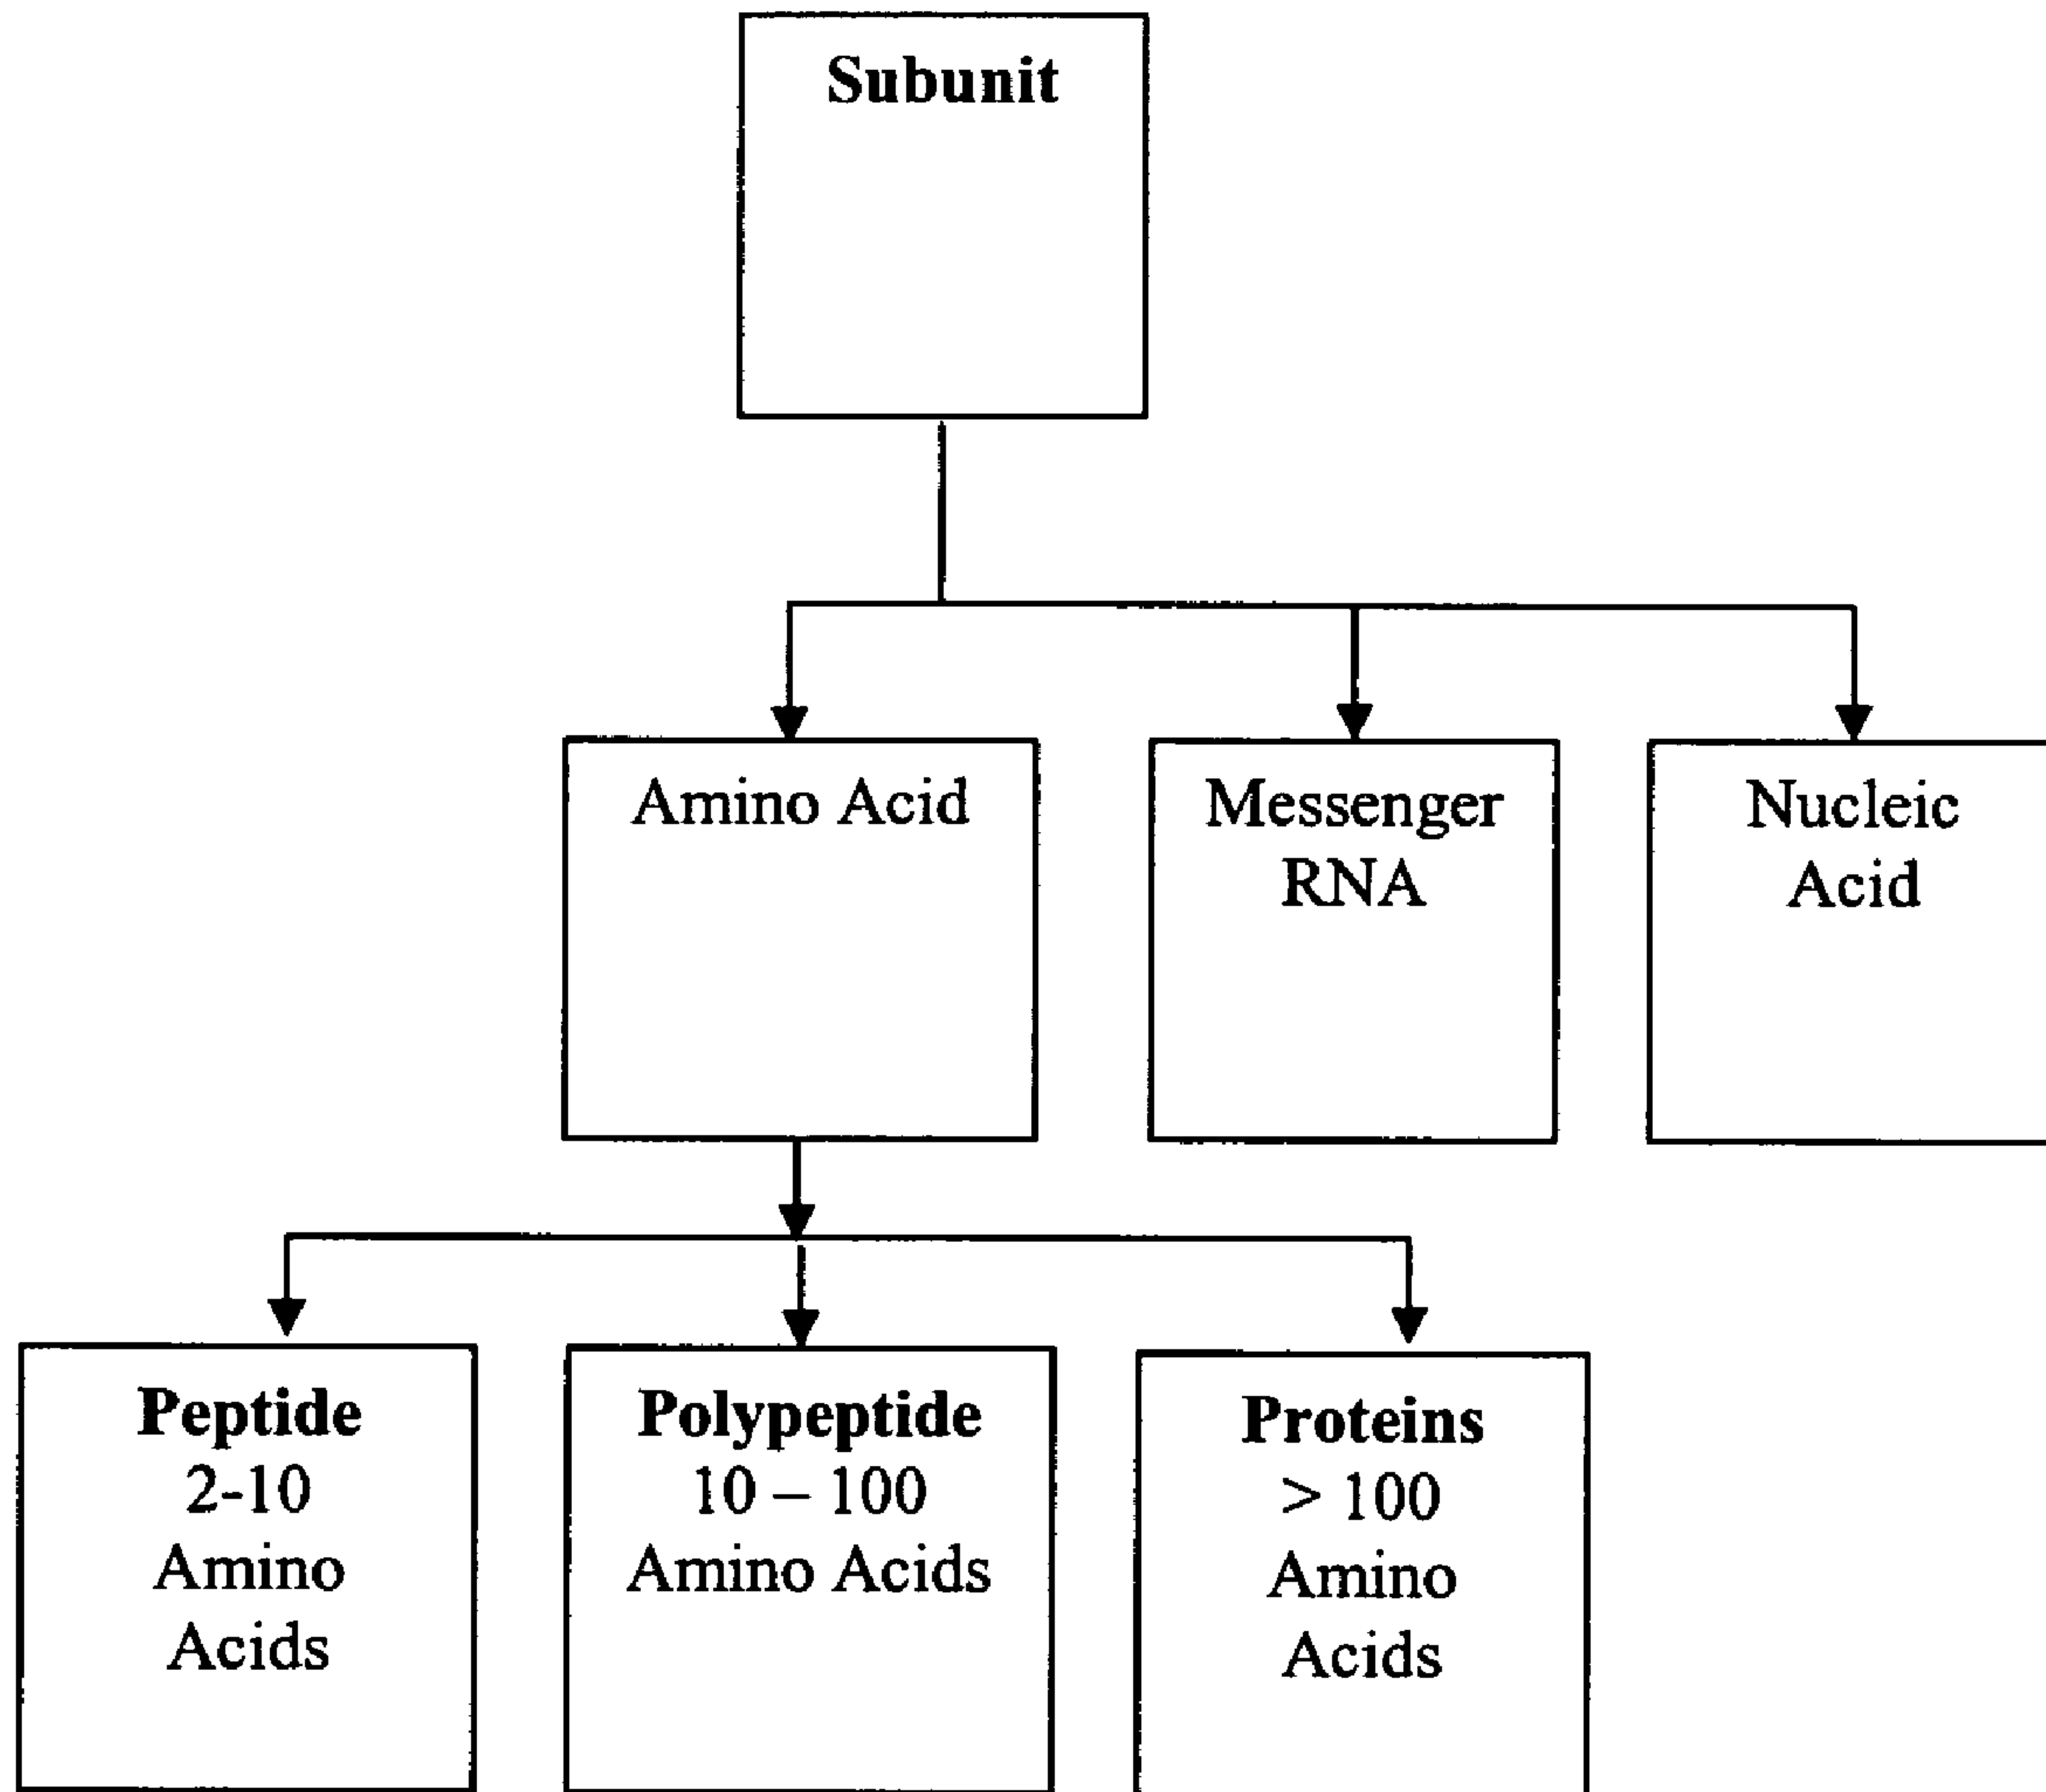 Subunit
Amino Acid
Messenger
RNA
Nucleic
Acid
Peptide
2-10
Amino
Acids
Polypeptide
10 – 100
Amino Acids
Proteins
> 100
Amino
Acids